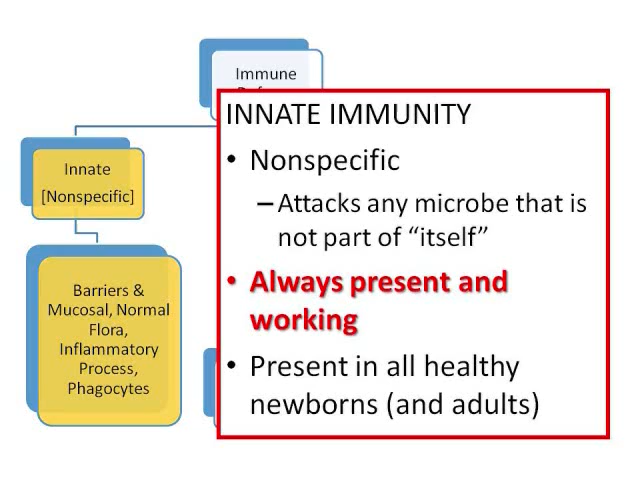 Immune
Innate
[Nonspecific]
Barriers &
Mucosal, Normal
Flora,
Inflammatory
Process,
Phagocytes
INNATE IMMUNITY
• Nonspecific
–Attacks any microbe that is
not part of “itself”
• Always present and
working
• Present in all healthy
newborns (and adults)